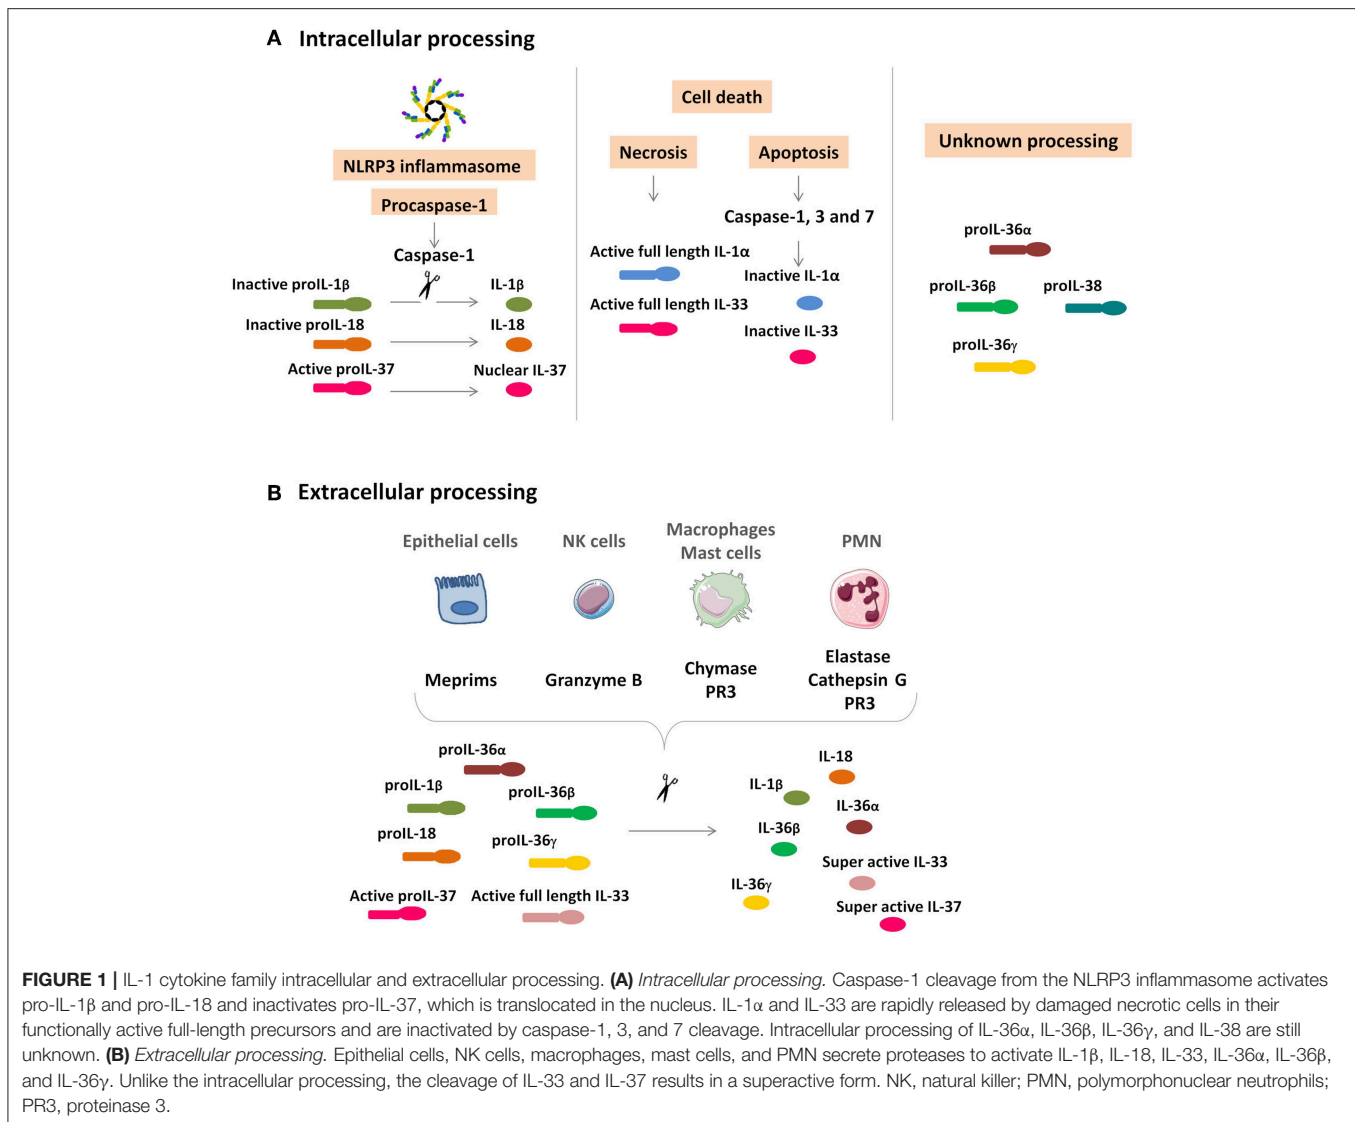 A Intracellular processing
NLRP3 inflammasome
Procaspase-1
Caspase-1
Inactive proIL-1β
IL-1β
Inactive proIL-18
IL-18
Active proIL-37
Nuclear IL-37
Cell death
Necrosis
Apoptosis
Caspase-1, 3 and 7
Active full length IL-1α
Inactive IL-1α
Active full length IL-33
Inactive IL-33
Unknown processing
proIL-36α
proIL-36β
proIL-38
proIL-36γ
B Extracellular processing
Epithelial cells
NK cells
Macrophages
Mast cells
PMN
Meprims
Granzyme B
Chymase
PR3
Elastase
Cathepsin G
PR3
proIL-36α
proIL-1β
proIL-36β
proIL-18
proIL-36γ
Active proIL-37
Active full length IL-33
IL-18
IL-1β
IL-36α
IL-36β
Super active IL-33
IL-36γ
Super active IL-37
FIGURE 1 | IL-1 cytokine family intracellular and extracellular processing. (A) Intracellular processing. Caspase-1 cleavage from the NLRP3 inflammasome activates
pro-IL-1β and pro-IL-18 and inactivates pro-IL-37, which is translocated in the nucleus. IL-1α and IL-33 are rapidly released by damaged necrotic cells in their
functionally active full-length precursors and are inactivated by caspase-1, 3, and 7 cleavage. Intracellular processing of IL-36α, IL-36β, IL-36γ, and IL-38 are still
unknown. (B) Extracellular processing. Epithelial cells, NK cells, macrophages, mast cells, and PMN secrete proteases to activate IL-1β, IL-18, IL-33, IL-36α, IL-36β,
and IL-36γ. Unlike the intracellular processing, the cleavage of IL-33 and IL-37 results in a superactive form. NK, natural killer; PMN, polymorphonuclear neutrophils;
PR3, proteinase 3.